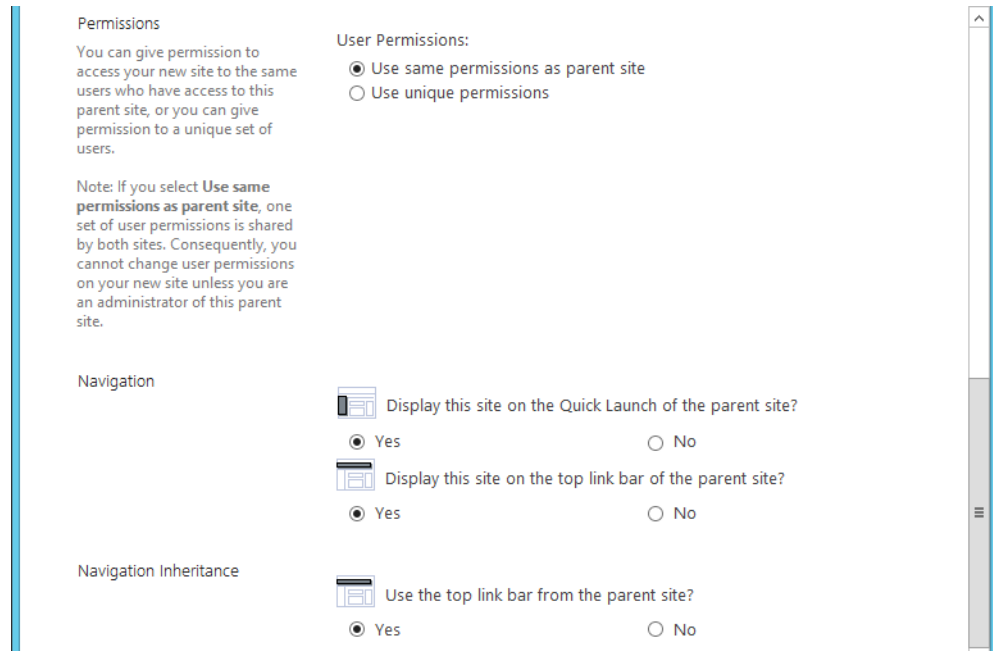 Permissions
You can give permission to
access your new site to the same
users who have access to this
parent site, or you can give
permission to a unique set of
users.
Note: If you select Use same
permissions as parent site, one
set of user permissions is shared
by both sites. Consequently, you
cannot change user permissions
on your new site unless you are
an administrator of this parent
site.
User Permissions:
Use same permissions as parent site
Use unique permissions
Navigation
Display this site on the Quick Launch of the parent site?
Yes No
Display this site on the top link bar of the parent site?
Yes No
Navigation Inheritance
Use the top link bar from the parent site?
Yes No